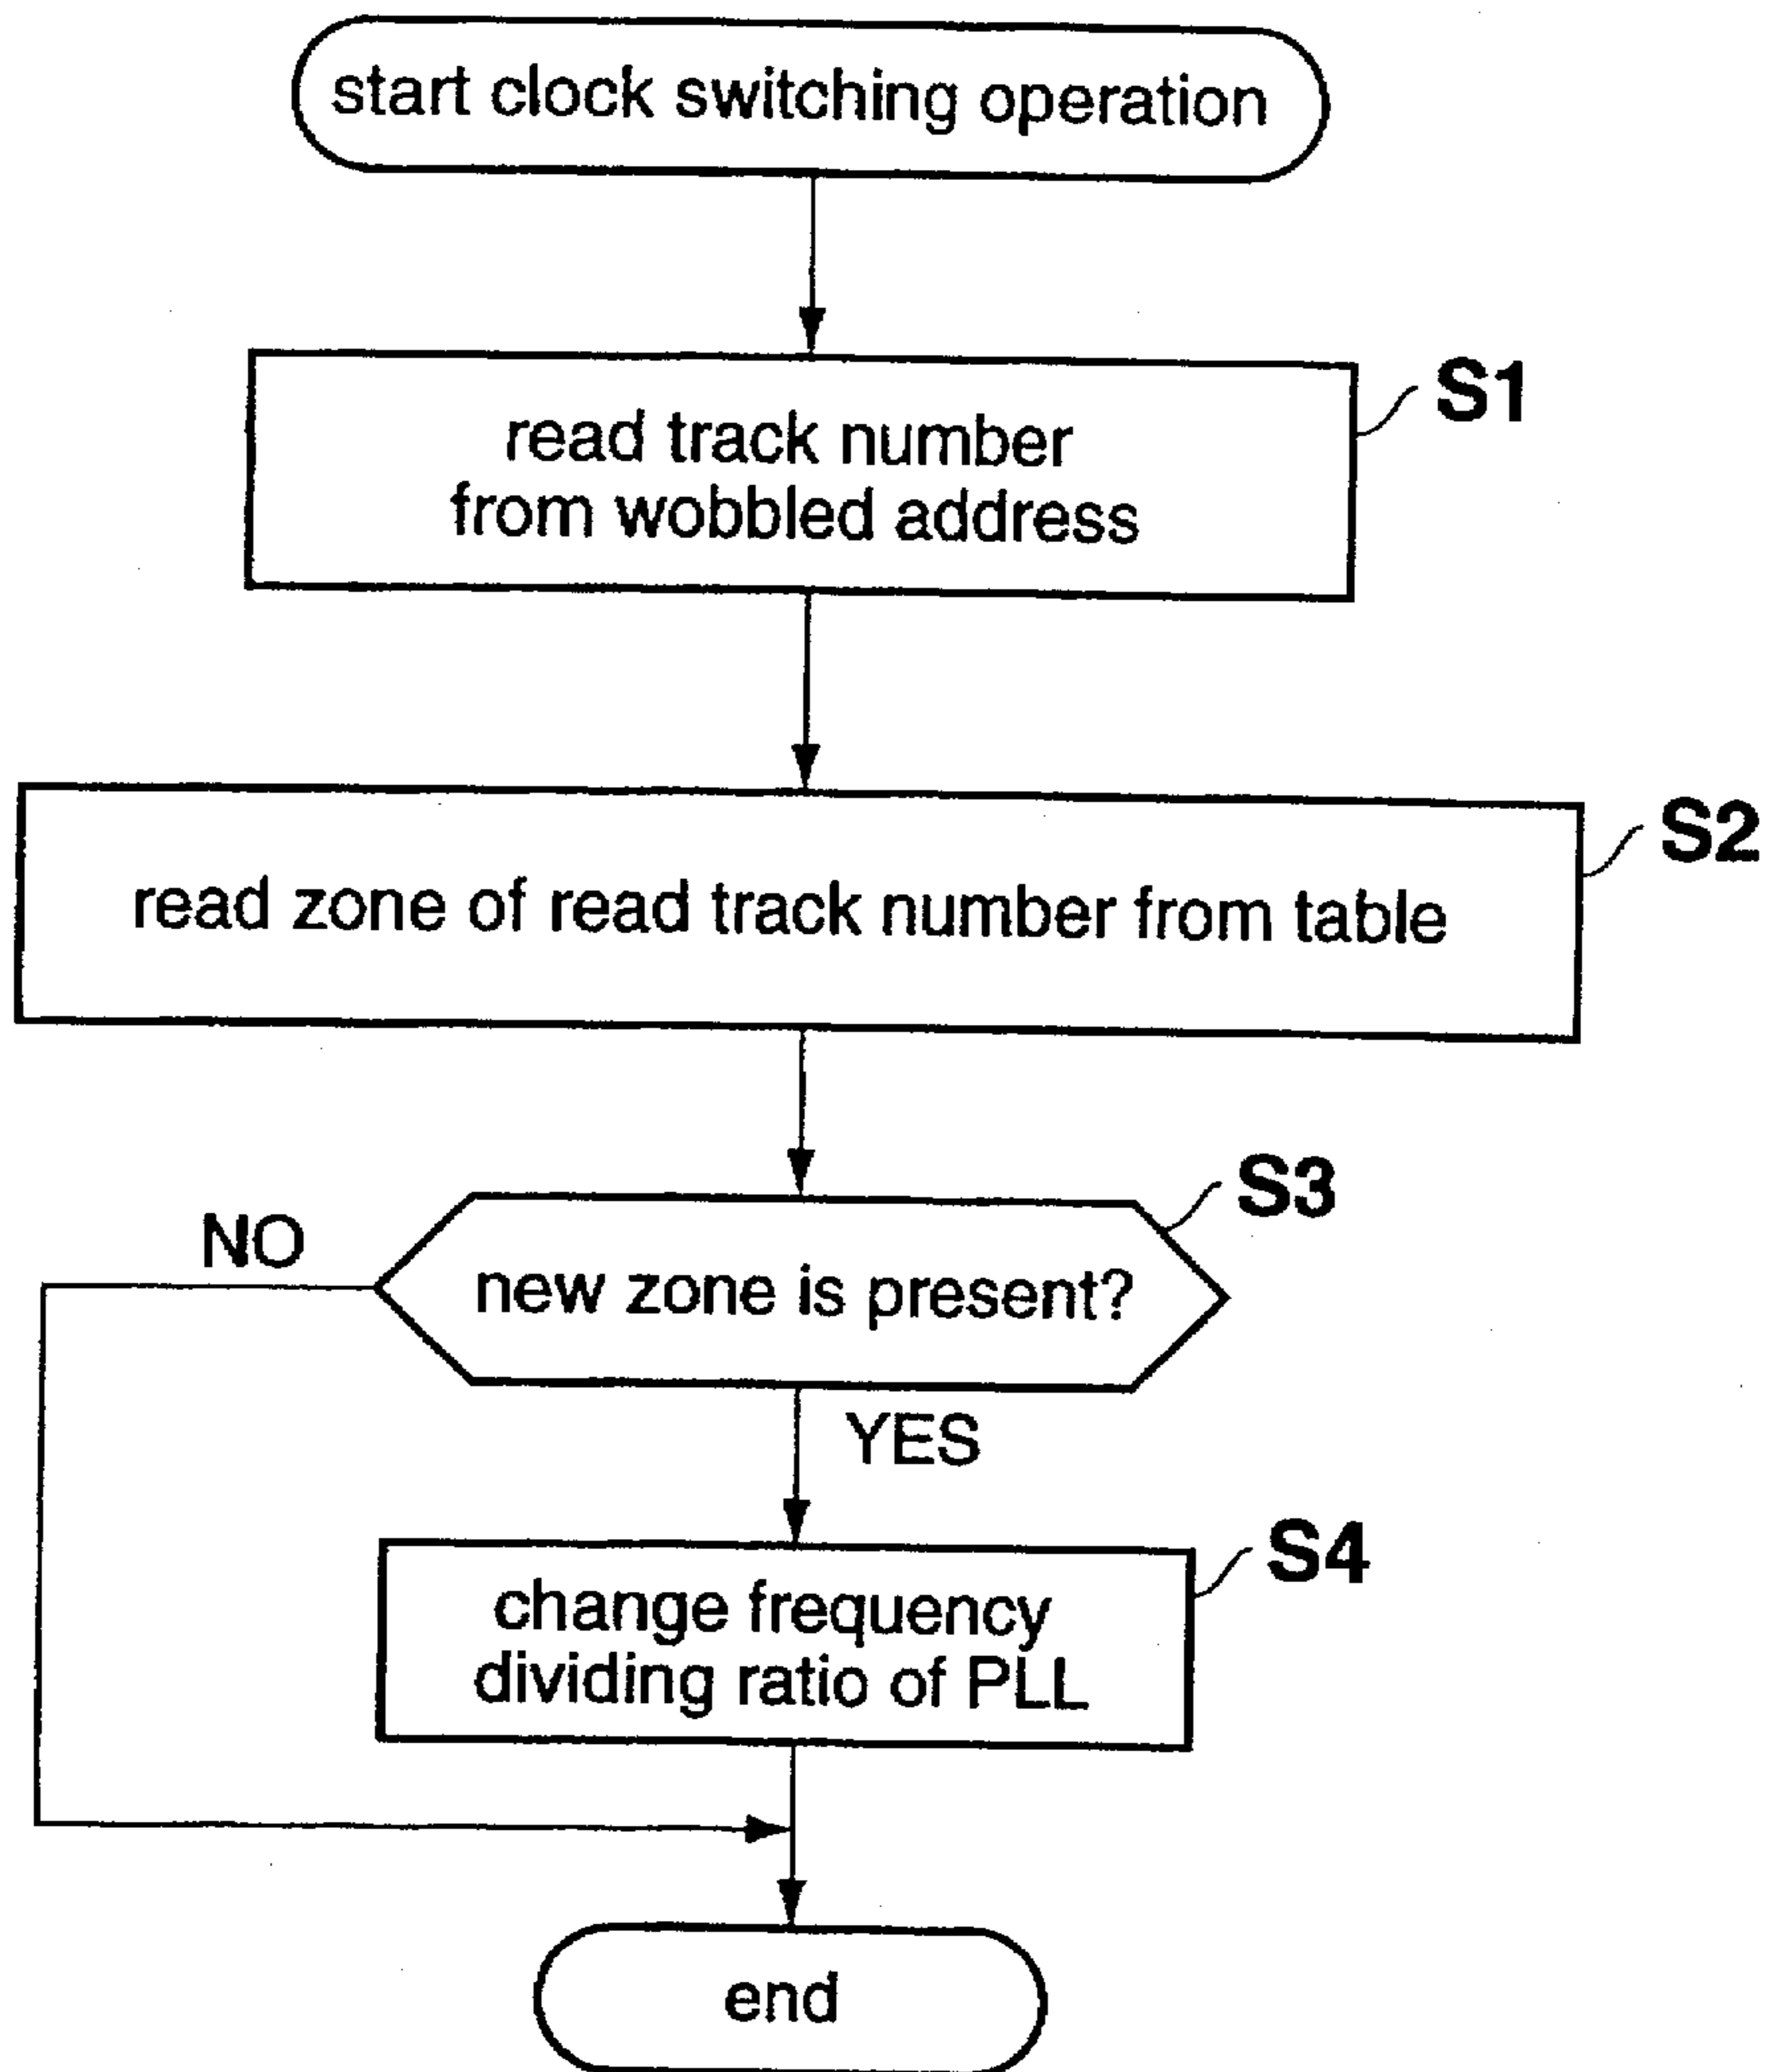 start clock switching operation
S1
read track number
from wobbled address
S2
read zone of read track number from table
S3
NO
new zone is present?
YES
S4
change frequency
dividing ratio of PLL
end